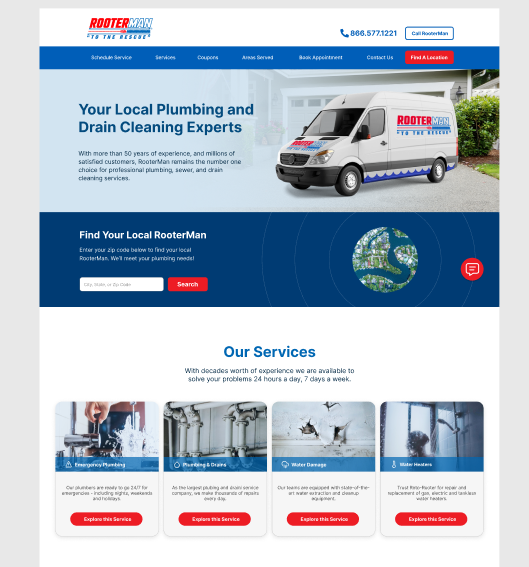 ROOTERMAN
"TO THE RESCUE"
866.577.1221
Call RooterMan
Schedule Service
Services
Coupons
Areas Served
Book Appointment
Contact Us
Find A Location
Your Local Plumbing and
Drain Cleaning Experts
With more than 50 years of experience, and millions of
satisfied customers, RooterMan remains the number one
choice for professional plumbing, sewer, and drain
cleaning services.
ROOTERMAN
"TO THE RESCUE"
Find Your Local RooterMan
Enter your zip code below to find your local
RooterMan. We'll meet your plumbing needs!
City, State, or Zip Code
Search
Our Services
With decades worth of experience we are available to
solve your problems 24 hours a day, 7 days a week.
Emergency Plumbing
Our plumbers are ready to go 24/7 for
emergencies - including nights, weekends
and holidays.
Explore this Service
Plumbing & Drains
As the largest plubing and drain service
company, we make thousands of repairs
every day.
Explore this Service
Water Damage
Our teams are equipped with state-of-the-
art water extraction and cleanup
equipment.
Explore this Service
Water Heaters
Trust Roto-Rooter for repair and
replacement of gas, electric and tankless
water heaters.
Explore this Service